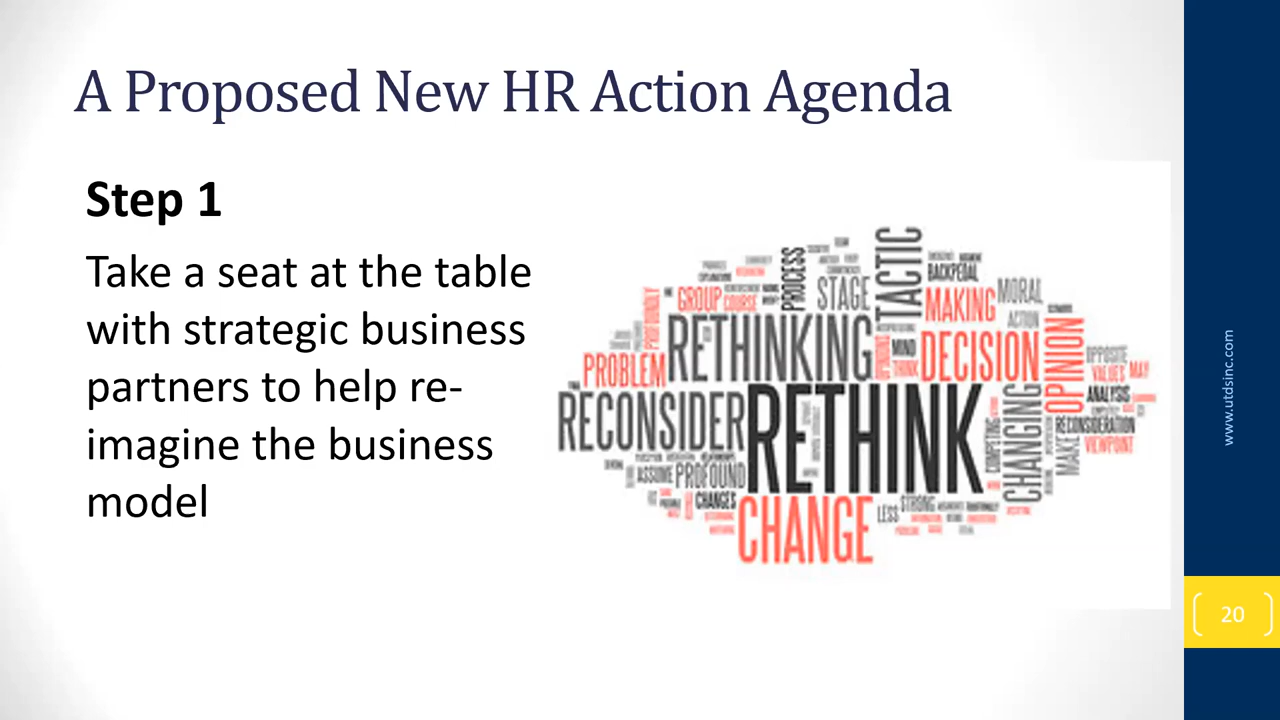 A Proposed New HR Action Agenda
Step 1
Take a seat at the table
with strategic business
partners to help re-
imagine the business
model
TACTIC
PROCESS
STAGE
BACKPEDAL
MAKING
MORAL
ACTION
GROUP
COURSE
PROFOUNDLY
RETHINKING
MIND
THINK
DECISION
OPINION
OPPOSITE
VALUES
MAY
ANALYSIS
PROBLEM
RECONSIDER
RETHINK
COMPETING
CHANGING
MAKE
RECONSIDERATION
VIEWPOINT
ASSUME
PROFOUND
CHANGES
CHANGE
LESS
STRONG
www.utdsinc.com
20